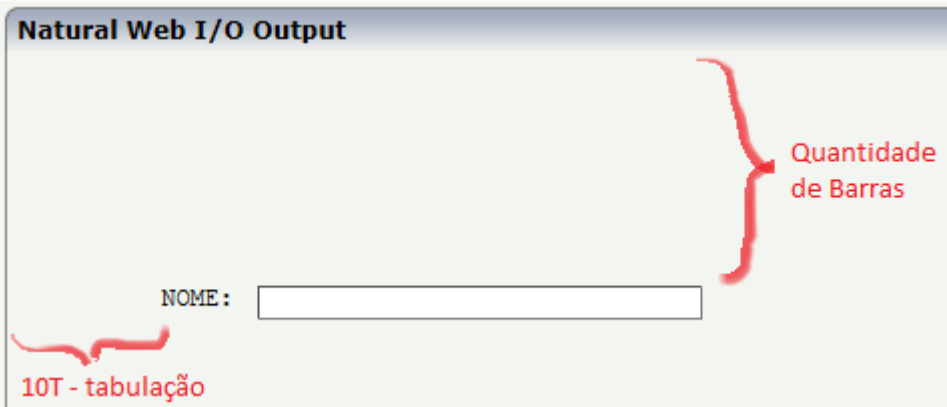 Natural Web I/O Output
Quantidade
de Barras
NOME:
10T - tabulação